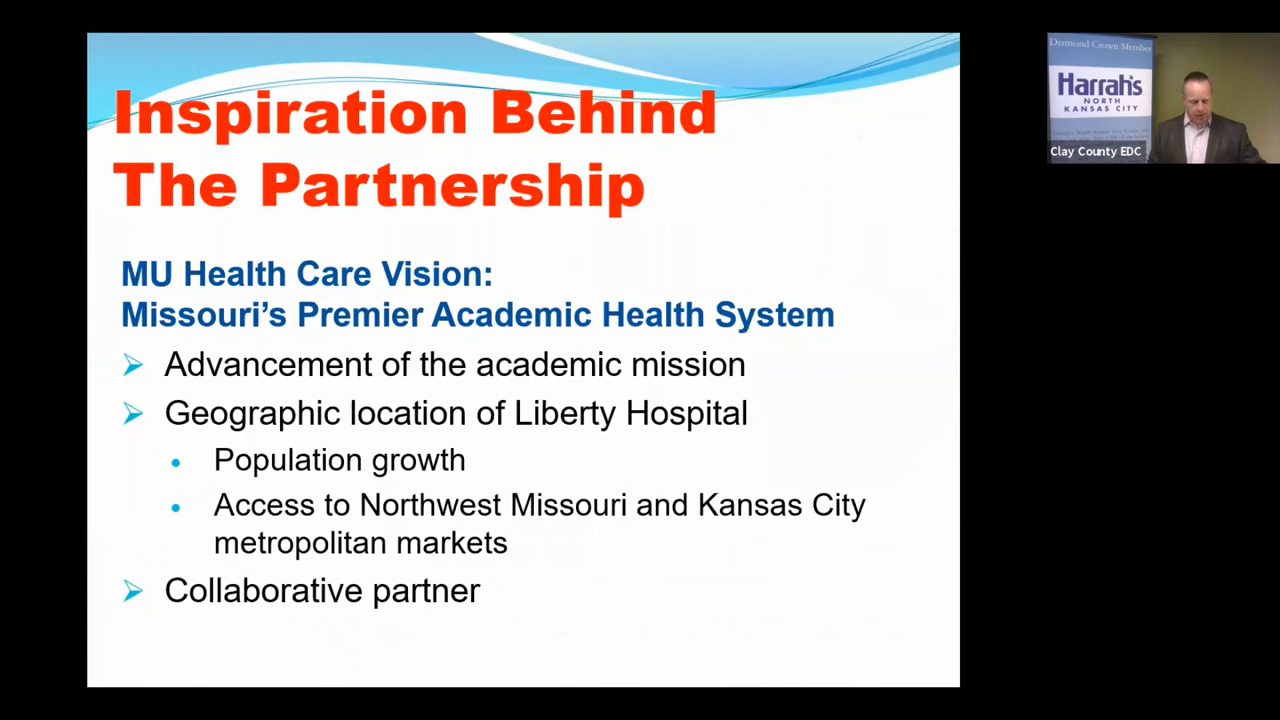 Inspiration Behind
The Partnership
MU Health Care Vision:
Missouri's Premier Academic Health System
Advancement of the academic mission
Geographic location of Liberty Hospital
Population growth
Access to Northwest Missouri and Kansas City
metropolitan markets
Collaborative partner
Diamond Crown Member
Harrah's
NORTH
KANSAS CITY
Clay County EDC